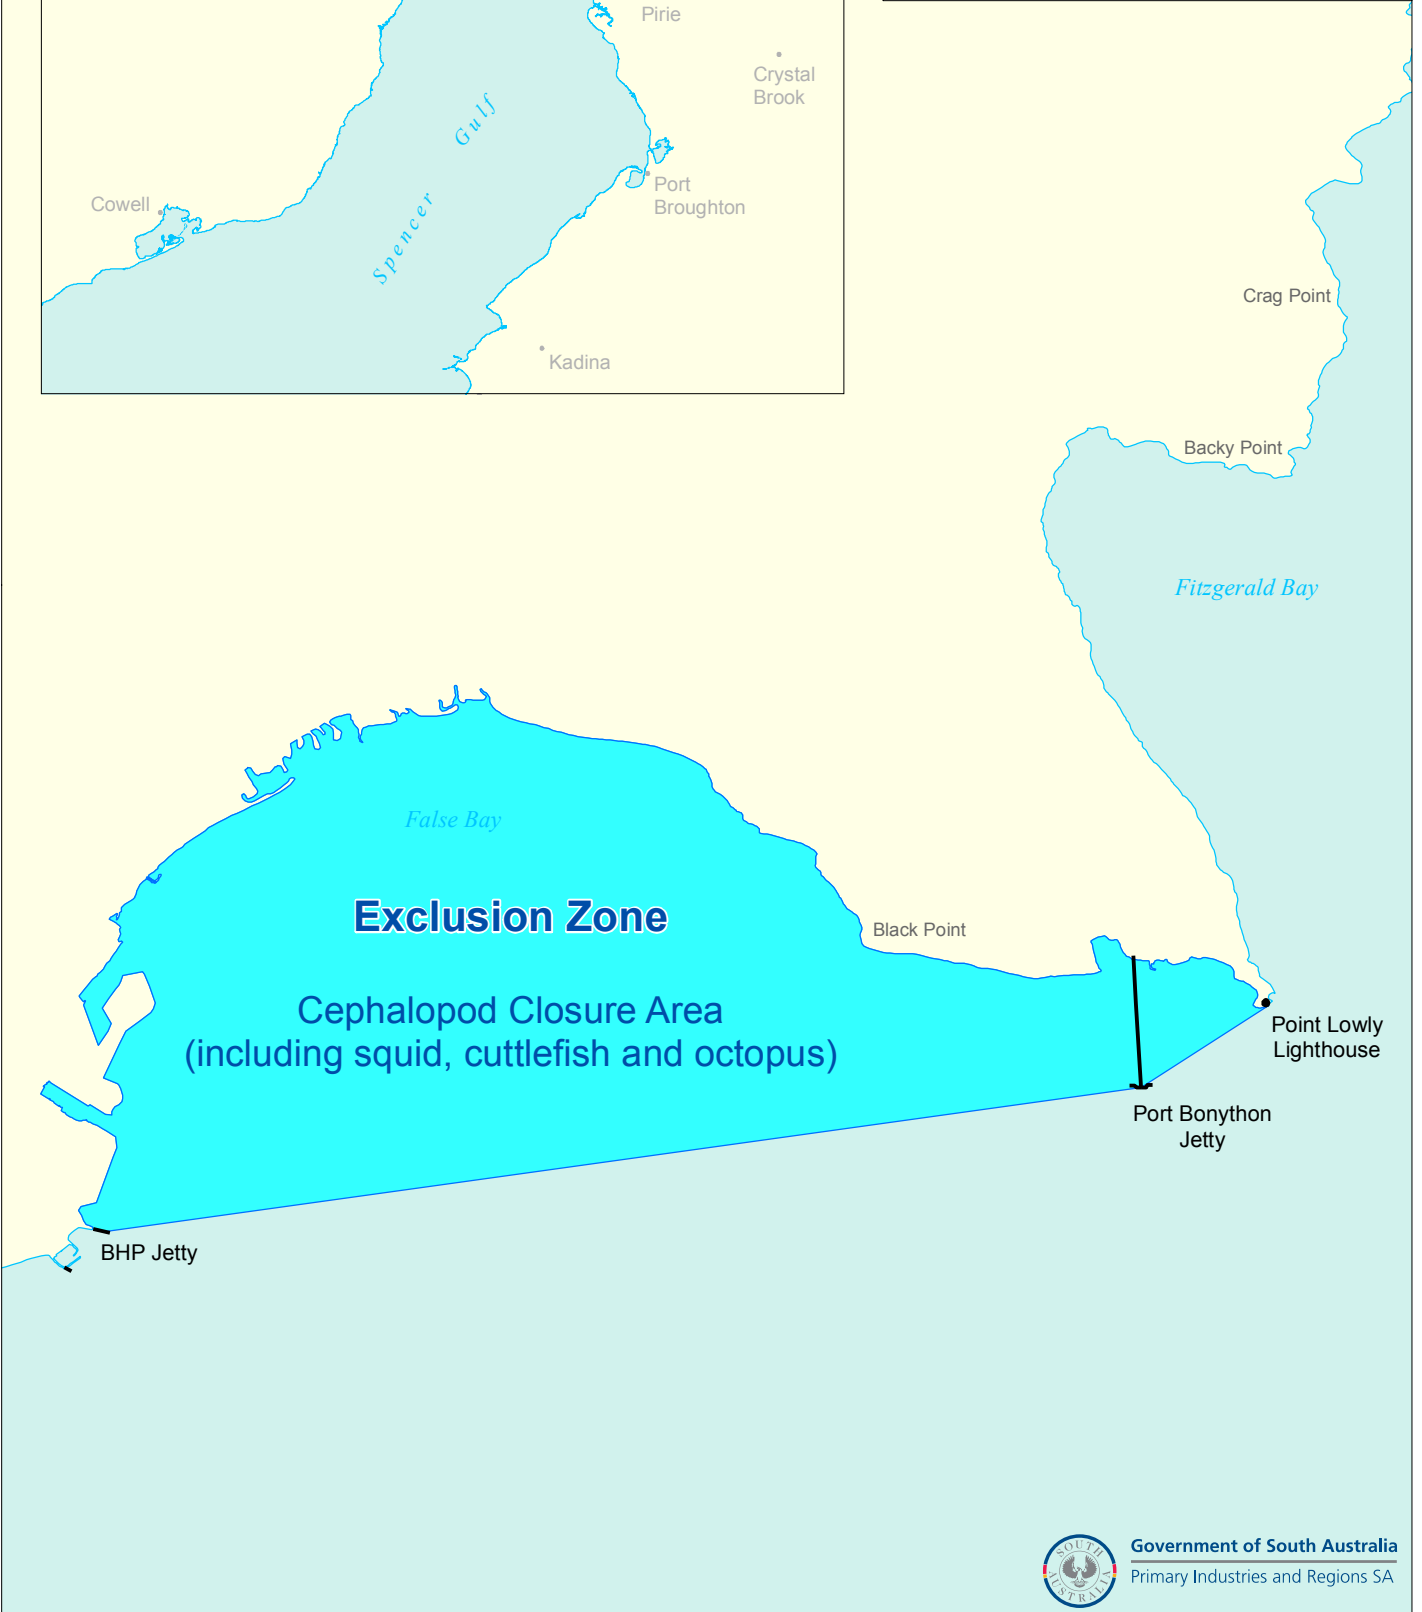 Pirie
Crystal
Brook
Spencer Gulf
Cowell
Port
Broughton
Kadina
Crag Point
Backy Point
Fitzgerald Bay
False Bay
Exclusion Zone
Black Point
Cephalopod Closure Area
(including squid, cuttlefish and octopus)
Point Lowly
Lighthouse
Port Bonython
Jetty
BHP Jetty
SOUTH
AUSTRALIA
Government of South Australia
Primary Industries and Regions SA